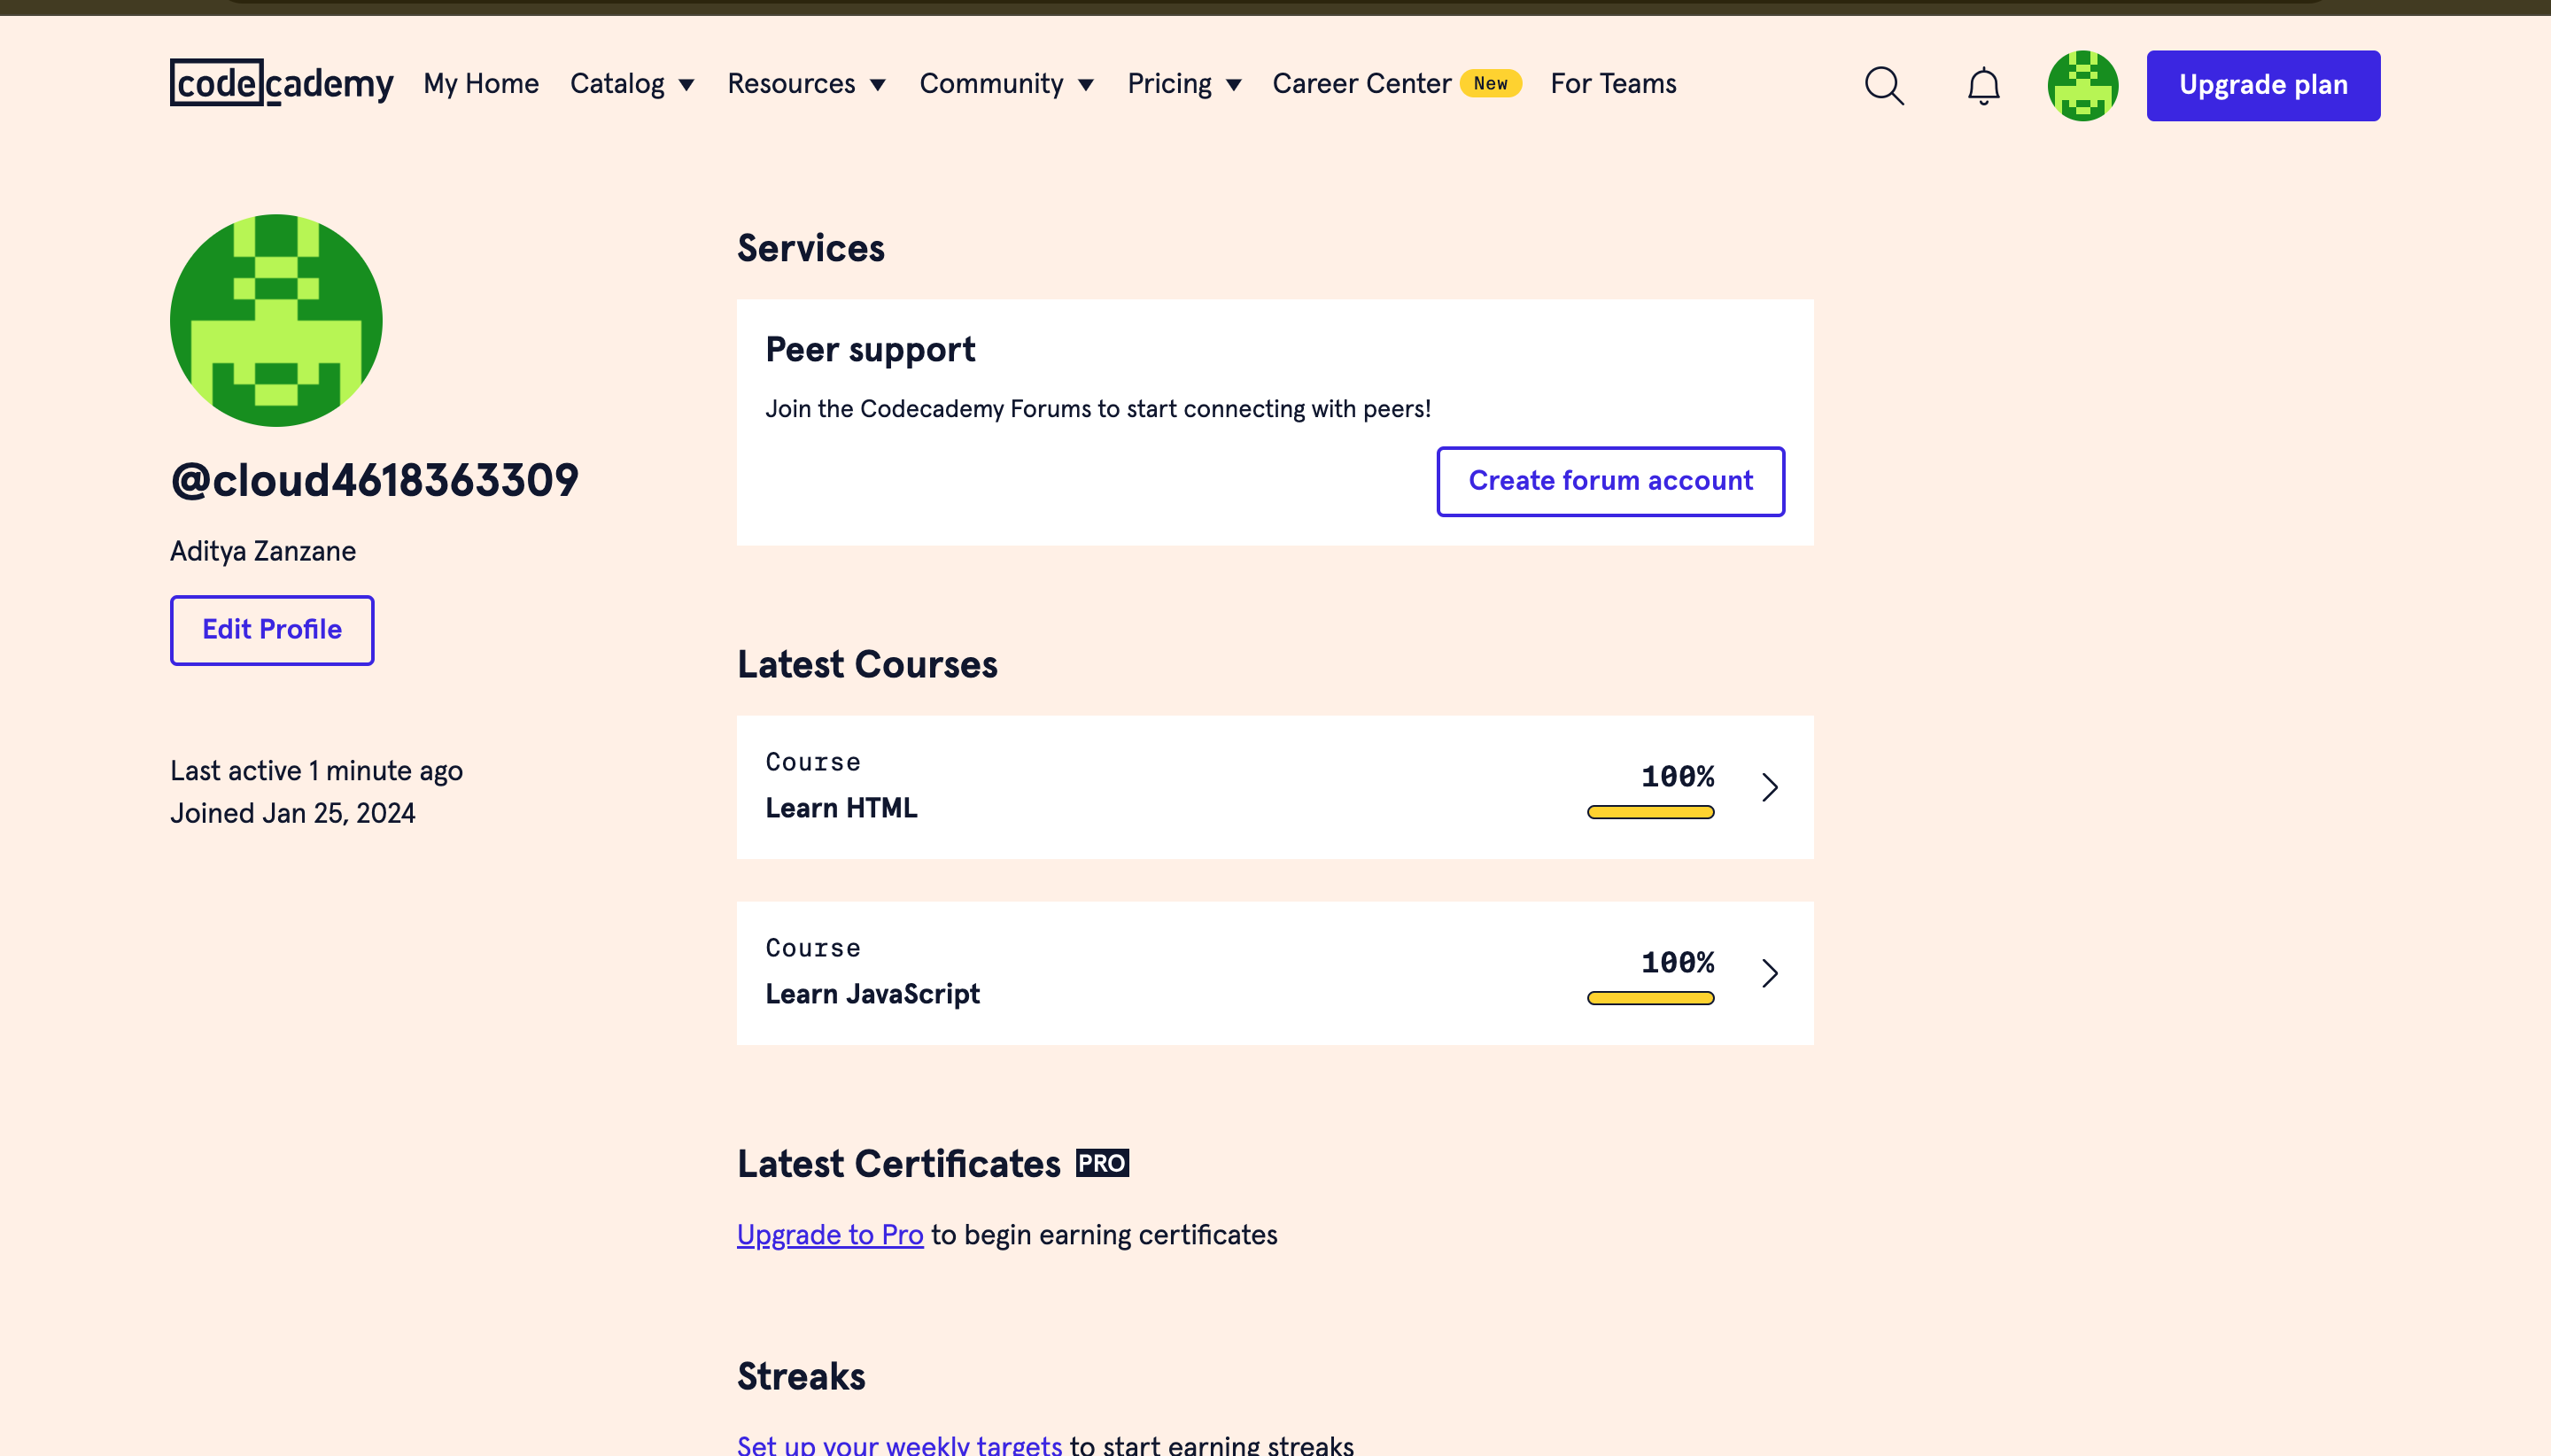 codecademy My Home Catalog Resources Community Pricing Career Center New For Teams Upgrade plan
@cloud4618363309
Aditya Zanzane
Edit Profile
Last active 1 minute ago
Joined Jan 25, 2024
Services
Peer support
Join the Codecademy Forums to start connecting with peers!
Create forum account
Latest Courses
Course
Learn HTML
100%
Course
Learn JavaScript
100%
Latest Certificates PRO
Upgrade to Pro to begin earning certificates
Streaks
Set up your weekly targets to start earning streaks